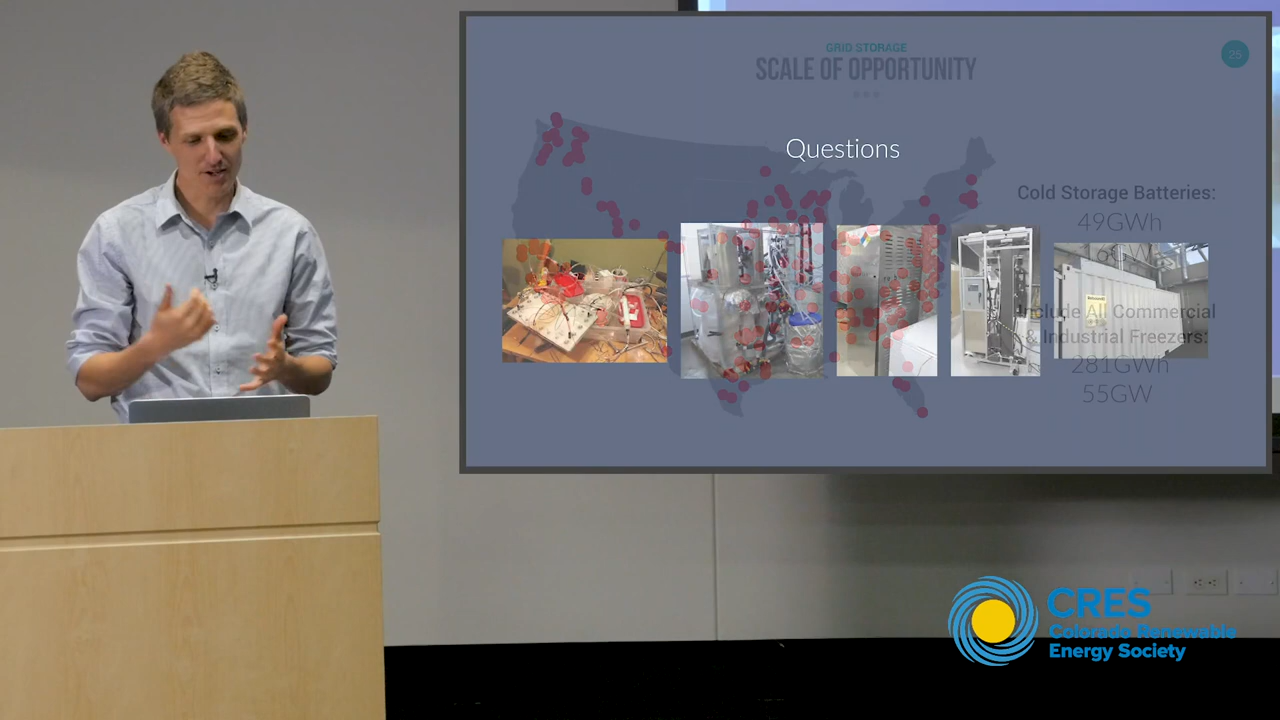 GRID STORAGE
SCALE OF OPPORTUNITY
25
Questions
Cold Storage Batteries:
49GWh
Include All Commercial
& Industrial Freezers:
281GWh
55GW
CRES
Colorado Renewable
Energy Society